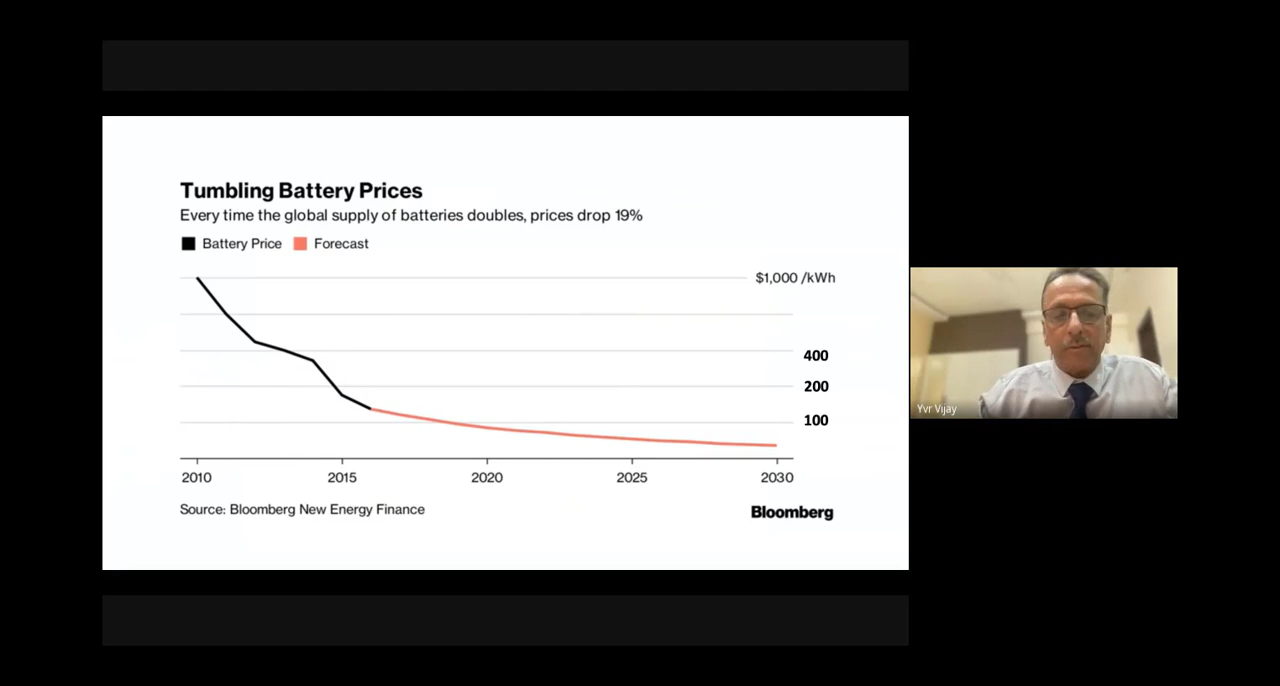 Tumbling Battery Prices
Every time the global supply of batteries doubles, prices drop 19%
Battery Price Forecast
$1,000 /kWh
400
200
100
2010 2015 2020 2025 2030
Source: Bloomberg New Energy Finance
Bloomberg
Yvr Vijay